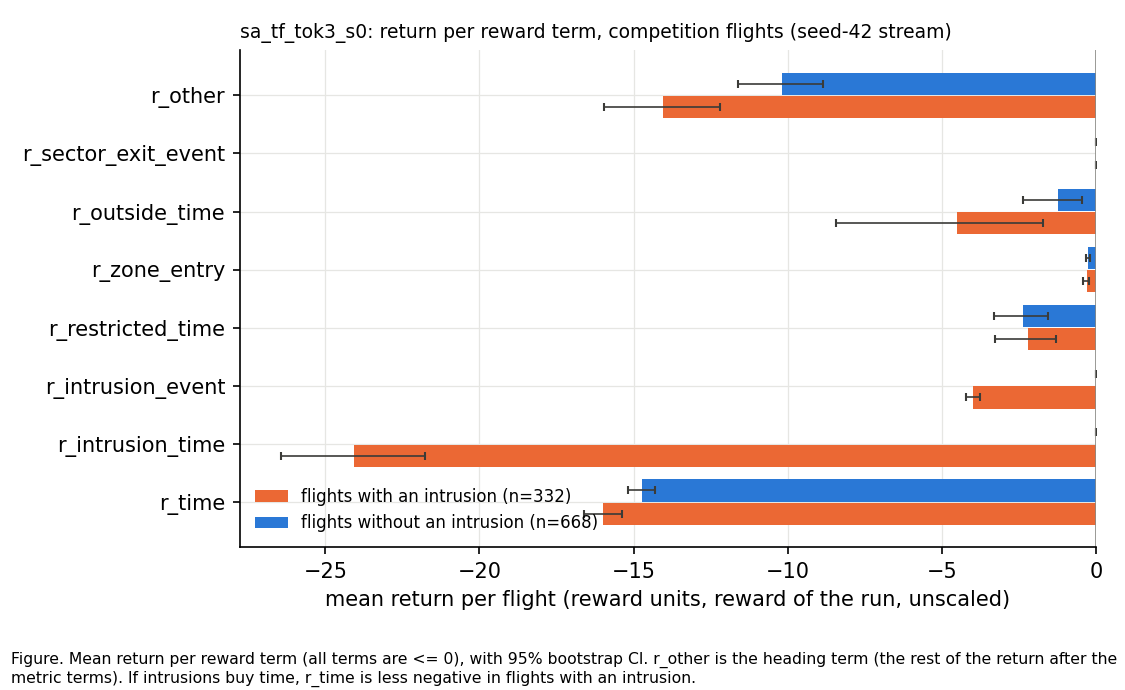 sa_tf_tok3_s0: return per reward term, competition flights (seed-42 stream)
r_other
r_sector_exit_event
r_outside_time
r_zone_entry
r_restricted_time
r_intrusion_event
r_intrusion_time
r_time
flights with an intrusion (n=332)
flights without an intrusion (n=668)
−25 −20 −15 −10 −5 0
mean return per flight (reward units, reward of the run, unscaled)
Figure. Mean return per reward term (all terms are <= 0), with 95% bootstrap CI. r_other is the heading term (the rest of the return after the
metric terms). If intrusions buy time, r_time is less negative in flights with an intrusion.